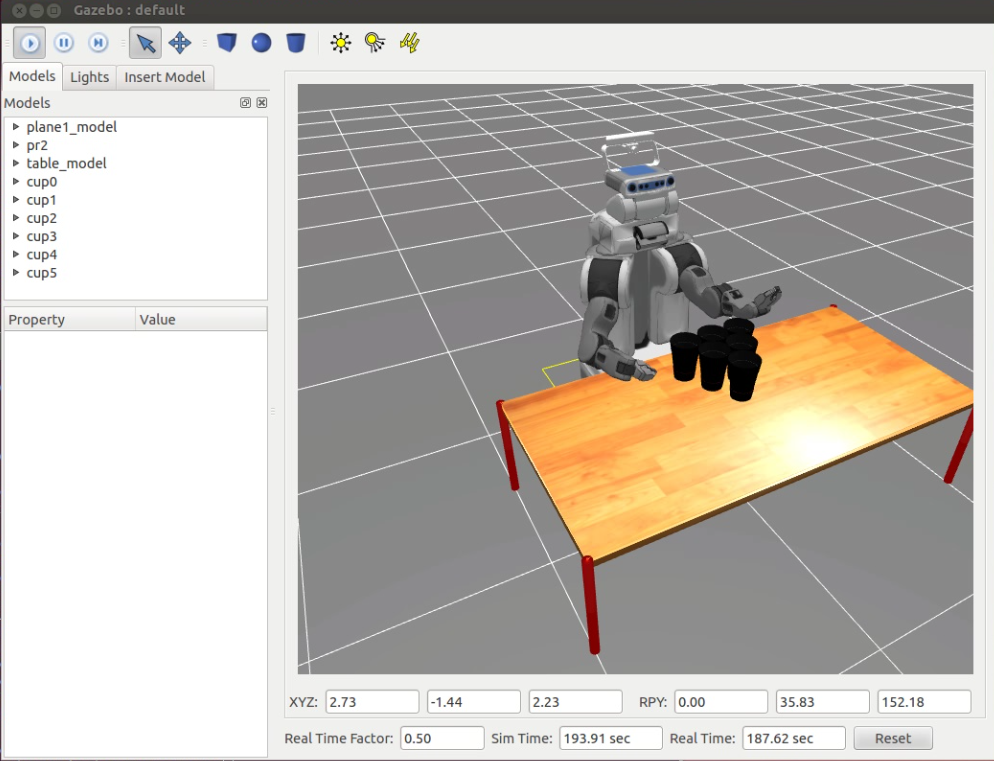 Gazebo : default
Models Lights Insert Model
Models
plane1_model
pr2
table_model
cup0
cup1
cup2
cup3
cup4
cup5
Property Value
XYZ: 2.73 -1.44 2.23 RPY: 0.00 35.83 152.18
Real Time Factor: 0.50 Sim Time: 193.91 sec Real Time: 187.62 sec Reset